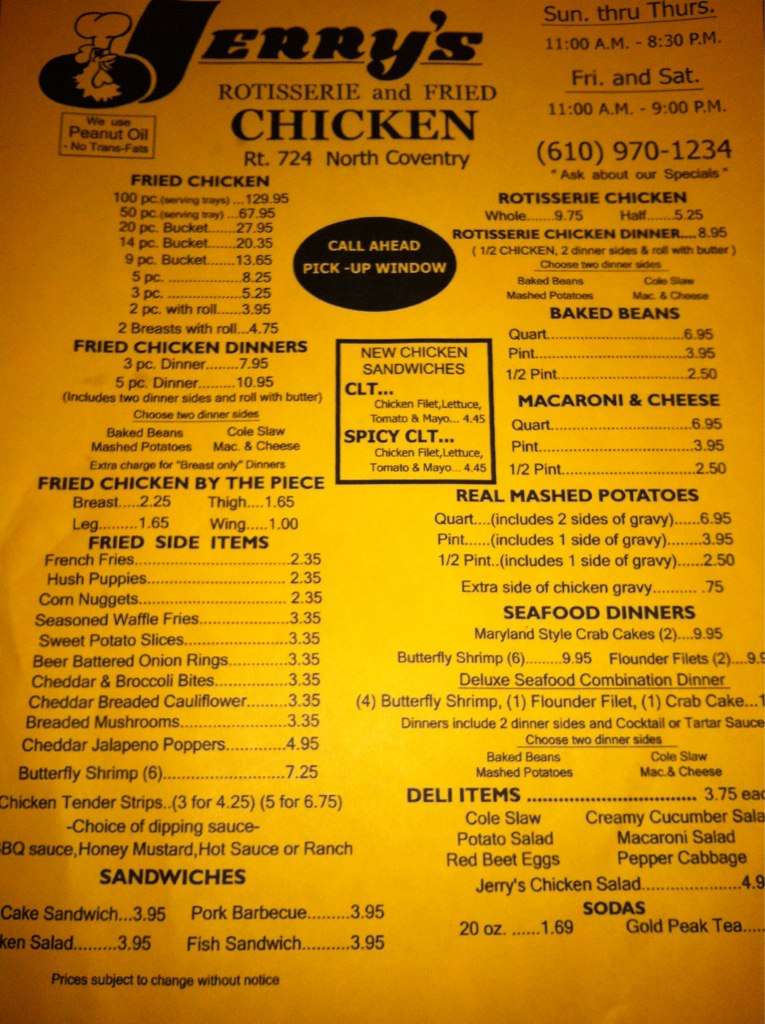 Jerry's
ROTISSERIE and FRIED
CHICKEN
Rt. 724 North Coventry
We use
Peanut Oil
- No Trans-Fats
Sun. thru Thurs.
11:00 A.M. - 8:30 P.M.
Fri. and Sat.
11:00 A.M. - 9:00 P.M.
(610) 970-1234
"Ask about our Specials"
FRIED CHICKEN
100 pc.(serving trays)...129.95
50 pc.(serving tray)...67.95
20 pc. Bucket.......27.95
14 pc. Bucket.......20.35
9 pc. Bucket........13.65
5 pc. ......................8.25
3 pc. ......................5.25
2 pc. with roll.......3.95
2 Breasts with roll...4.75
FRIED CHICKEN DINNERS
3 pc. Dinner.......7.95
5 pc. Dinner.........10.95
(Includes two dinner sides and roll with butter)
Choose two dinner sides
Baked Beans Cole Slaw
Mashed Potatoes Mac. & Cheese
Extra charge for "Breast only" Dinners
FRIED CHICKEN BY THE PIECE
Breast.....2.25 Thigh....1.65
Leg.........1.65 Wing.....1.00
FRIED SIDE ITEMS
French Fries..................................2.35
Hush Puppies...............................2.35
Corn Nuggets............................... 2.35
Seasoned Waffle Fries..................3.35
Sweet Potato Slices.....................3.35
Beer Battered Onion Rings...........3.35
Cheddar & Broccoli Bites.............3.35
Cheddar Breaded Cauliflower.......3.35
Breaded Mushrooms...................3.35
Cheddar Jalapeno Poppers..........4.95
Butterfly Shrimp (6).........................7.25
Chicken Tender Strips..(3 for 4.25) (5 for 6.75)
-Choice of dipping sauce-
BQ sauce,Honey Mustard,Hot Sauce or Ranch
SANDWICHES
Cake Sandwich...3.95 Pork Barbecue.........3.95
ken Salad.........3.95 Fish Sandwich..........3.95
Prices subject to change without notice
CALL AHEAD
PICK -UP WINDOW
NEW CHICKEN
SANDWICHES
CLT...
Chicken Filet,Lettuce,
Tomato & Mayo... 4.45
SPICY CLT...
Chicken Filet,Lettuce,
Tomato & Mayo... 4.45
ROTISSERIE CHICKEN
Whole.......9.75 Half.......5.25
ROTISSERIE CHICKEN DINNER....8.95
( 1/2 CHICKEN, 2 dinner sides & roll with butter )
Choose two dinner sides
Baked Beans Cole Slaw
Mashed Potatoes Mac. & Cheese
BAKED BEANS
Quart...............................6.95
Pint..................................3.95
1/2 Pint............................2.50
MACARONI & CHEESE
Quart...............................6.95
Pint..................................3.95
1/2 Pint............................2.50
REAL MASHED POTATOES
Quart....(includes 2 sides of gravy)......6.95
Pint......(includes 1 side of gravy)........3.95
1/2 Pint..(includes 1 side of gravy)......2.50
Extra side of chicken gravy.......... .75
SEAFOOD DINNERS
Maryland Style Crab Cakes (2)....9.95
Butterfly Shrimp (6)........9.95 Flounder Filets (2)....9.9
Deluxe Seafood Combination Dinner
(4) Butterfly Shrimp, (1) Flounder Filet, (1) Crab Cake...1
Dinners include 2 dinner sides and Cocktail or Tartar Sauce
Choose two dinner sides
Baked Beans Cole Slaw
Mashed Potatoes Mac.& Cheese
DELI ITEMS ................................. 3.75 eac
Cole Slaw Creamy Cucumber Sala
Potato Salad Macaroni Salad
Red Beet Eggs Pepper Cabbage
Jerry's Chicken Salad...................4.9
SODAS
20 oz. ......1.69 Gold Peak Tea.....